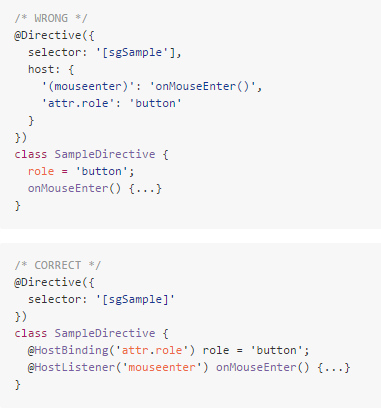 /* WRONG */
@Directive({
  selector: '[sgSample'],
  host: {
    '(mouseenter)': 'onMouseEnter()',
    'attr.role': 'button'
  }
})
class SampleDirective {
  role = 'button';
  onMouseEnter() {...}
}
/* CORRECT */
@Directive({
  selector: '[sgSample]'
})
class SampleDirective {
  @HostBinding('attr.role') role = 'button';
  @HostListener('mouseenter') onMouseEnter() {...}
}